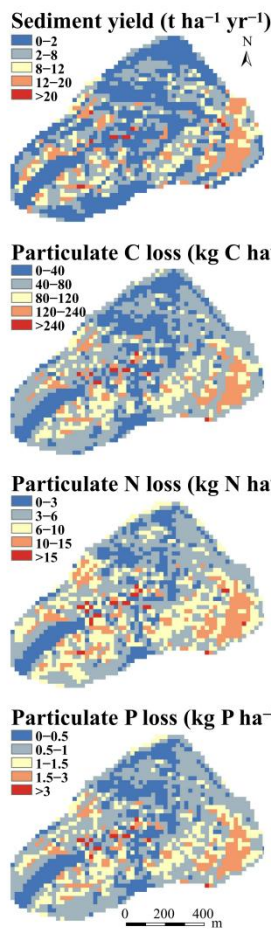 Sediment yield (t ha⁻¹ yr⁻¹)
0−2
2−8
8−12
12−20
>20
N
Particulate C loss (kg C ha
0−40
40−80
80−120
120−240
>240
Particulate N loss (kg N ha
0−3
3−6
6−10
10−15
>15
Particulate P loss (kg P ha⁻
0−0.5
0.5−1
1−1.5
1.5−3
>3
0 200 400
m